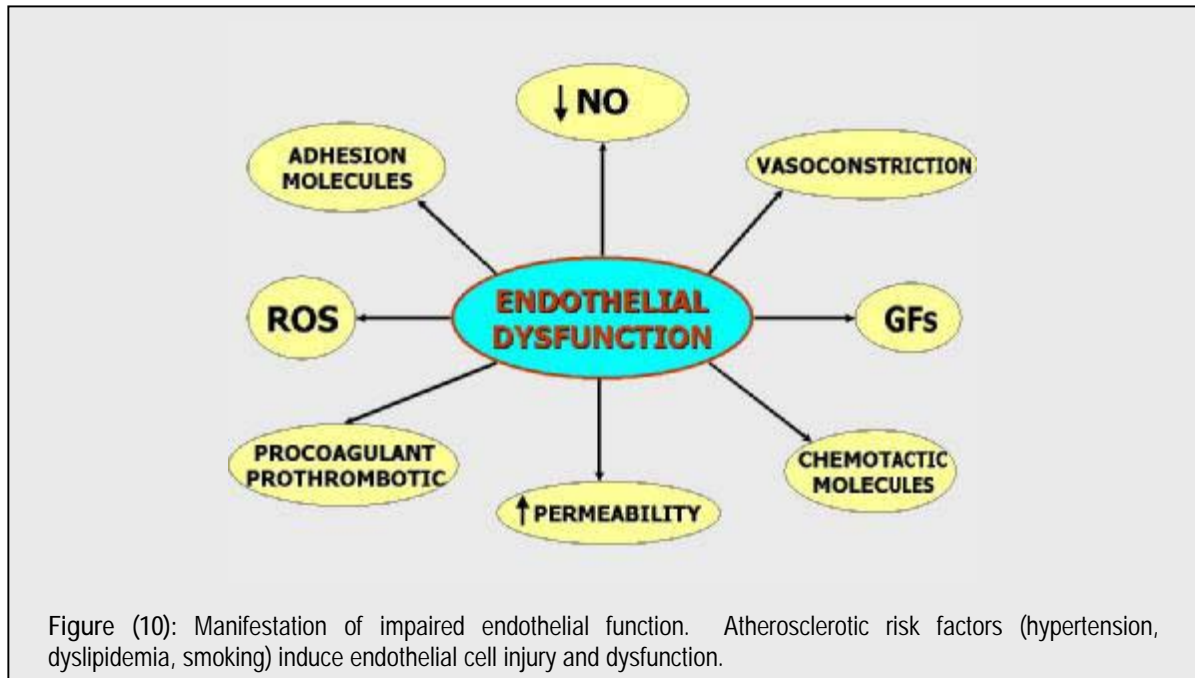 ↓NO
ADHESION
MOLECULES
VASOCONSTRICTION
ROS
ENDOTHELIAL
DYSFUNCTION
GFs
PROCOAGULANT
PROTHROMBOTIC
↑PERMEABILITY
CHEMOTACTIC
MOLECULES
Figure (10): Manifestation of impaired endothelial function. Atherosclerotic risk factors (hypertension,
dyslipidemia, smoking) induce endothelial cell injury and dysfunction.